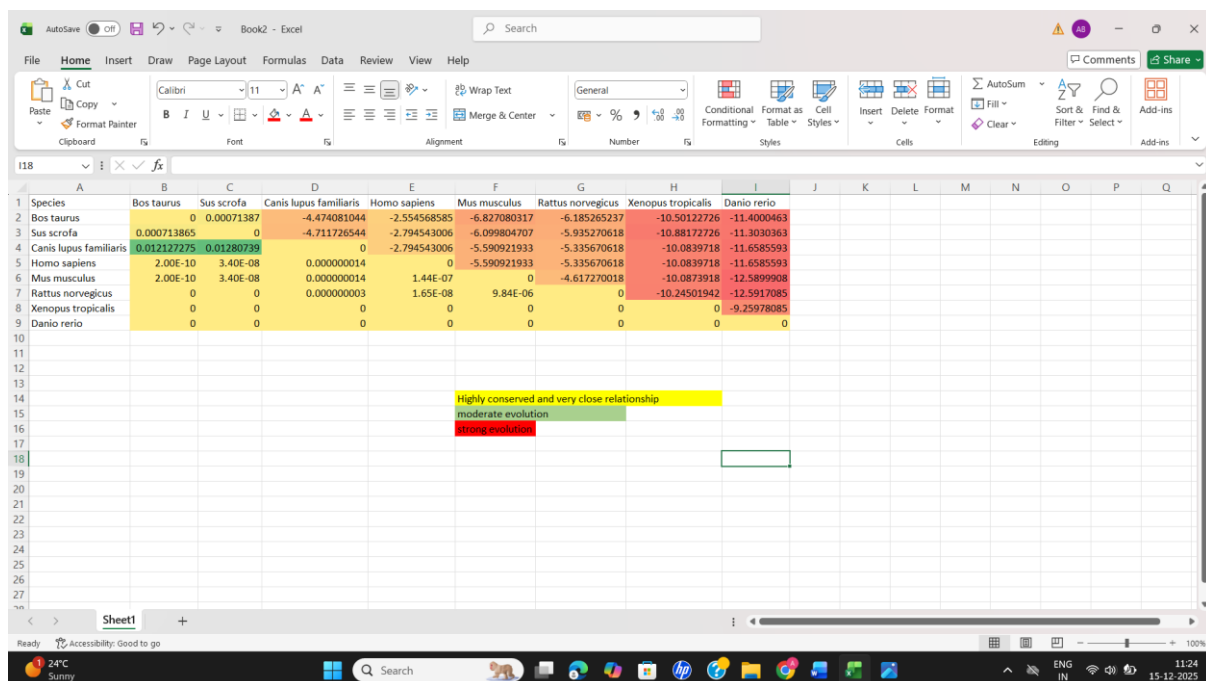 AutoSave Off Book2 - Excel Search AB
File Home Insert Draw Page Layout Formulas Data Review View Help Comments Share
Paste Cut Copy Format Painter
Clipboard
Calibri 11 A^ A˅
B I U A
Font
Wrap Text
Merge & Center
Alignment
General
% 9 .00 .00
Number
Conditional Formatting Format as Table Cell Styles
Styles
Insert Delete Format
Cells
AutoSum Fill Clear Sort & Filter Find & Select
Editing
Add-ins
Add-ins
I18 fx
A B C D E F G H I J K L M N O P Q
1 Species Bos taurus Sus scrofa Canis lupus familiaris Homo sapiens Mus musculus Rattus norvegicus Xenopus tropicalis Danio rerio
2 Bos taurus 0 0.00071387 -4.474081044 -2.554568585 -6.827080317 -6.185265237 -10.50122726 -11.4000463
3 Sus scrofa 0.000713865 0 -4.711726544 -2.794543006 -6.099804707 -5.935270618 -10.88172726 -11.3030363
4 Canis lupus familiaris 0.012127275 0.01280739 0 -2.794543006 -5.590921933 -5.335670618 -10.0839718 -11.6585593
5 Homo sapiens 2.00E-10 3.40E-08 0.000000014 0 -5.590921933 -5.335670618 -10.0839718 -11.6585593
6 Mus musculus 2.00E-10 3.40E-08 0.000000014 1.44E-07 0 -4.617270018 -10.0873918 -12.5899908
7 Rattus norvegicus 0 0 0.000000003 1.65E-08 9.84E-06 0 -10.24501942 -12.5917085
8 Xenopus tropicalis 0 0 0 0 0 0 0 -9.25978085
9 Danio rerio 0 0 0 0 0 0 0 0
10
11
12
13
14 Highly conserved and very close relationship
15 moderate evolution
16 strong evolution
17
18
19
20
21
22
23
24
25
26
27
Sheet1
Ready Accessibility: Good to go 100%
1 24°C
Sunny
Search
ENG
IN
11:24
15-12-2025